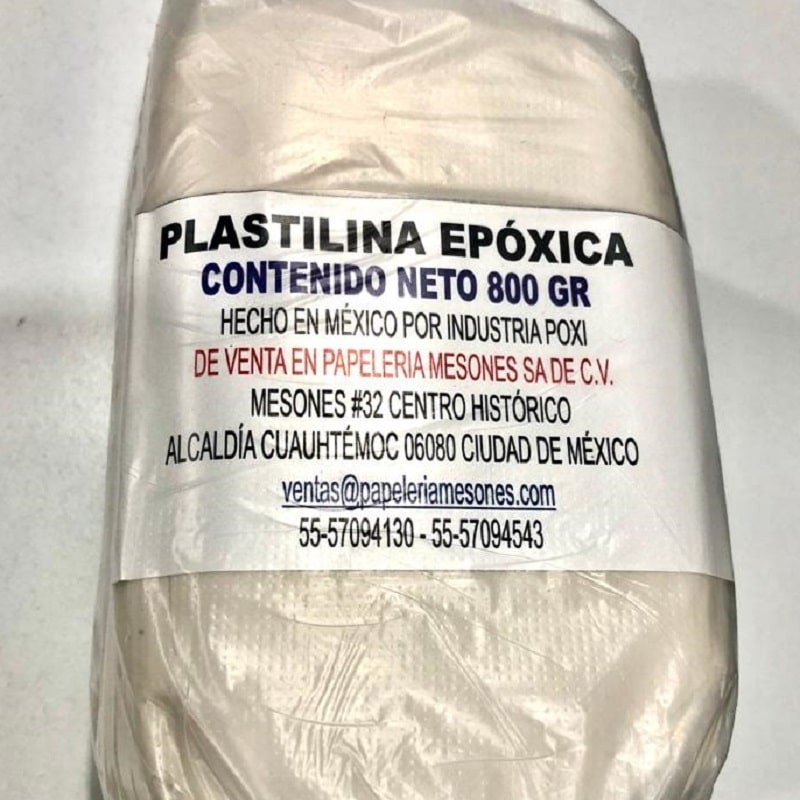 PLASTILINA EPÓXICA
CONTENIDO NETO 800 GR
HECHO EN MÉXICO POR INDUSTRIA POXI
DE VENTA EN PAPELERIA MESONES SA DE C.V.
MESONES #32 CENTRO HISTÓRICO
ALCALDÍA CUAUHTÉMOC 06080 CIUDAD DE MÉXICO
ventas@papeleriamesones.com
55-57094130 - 55-57094543